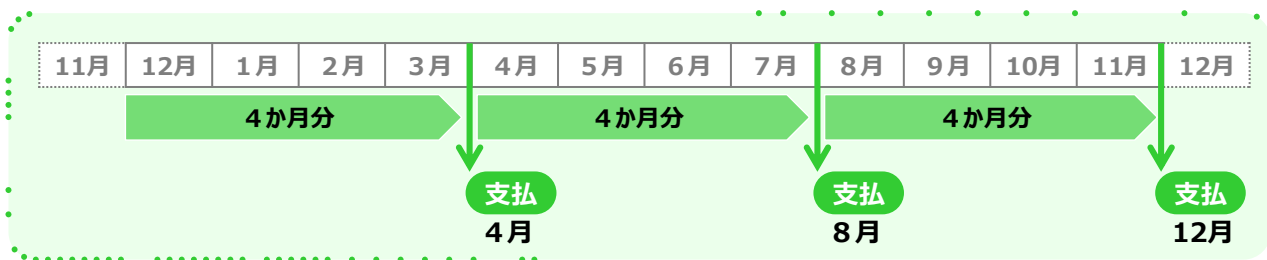 11月 12月 1月 2月 3月 4月 5月 6月 7月 8月 9月 10月 11月 12月
4か月分 4か月分 4か月分
支払 支払 支払
4月 8月 12月